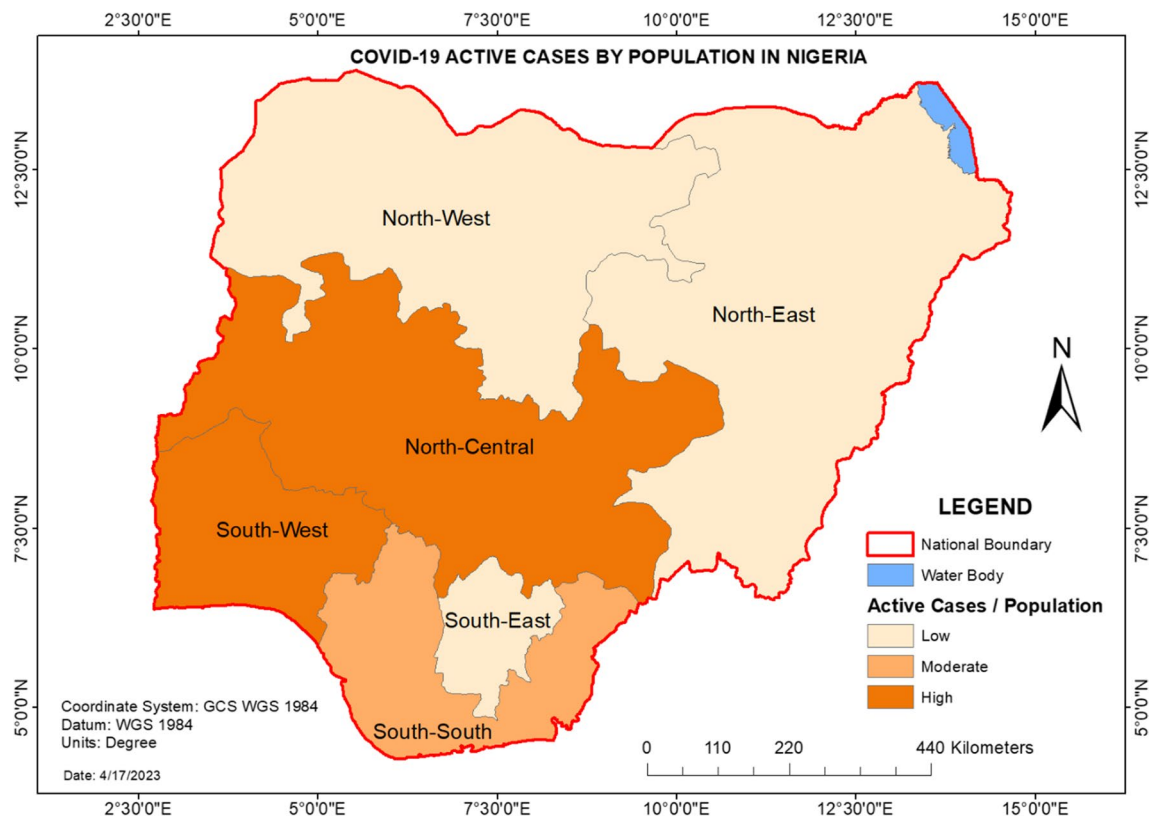 2°30'0"E 5°0'0"E 7°30'0"E 10°0'0"E 12°30'0"E 15°0'0"E
COVID-19 ACTIVE CASES BY POPULATION IN NIGERIA
12°30'0"N
12°30'0"N
North-West
North-East
10°0'0"N
10°0'0"N
N
North-Central
South-West
7°30'0"N
7°30'0"N
South-East
South-South
5°0'0"N
5°0'0"N
LEGEND
National Boundary
Water Body
Active Cases / Population
Low
Moderate
High
Coordinate System: GCS WGS 1984
Datum: WGS 1984
Units: Degree
Date: 4/17/2023
0 110 220 440 Kilometers
2°30'0"E 5°0'0"E 7°30'0"E 10°0'0"E 12°30'0"E 15°0'0"E